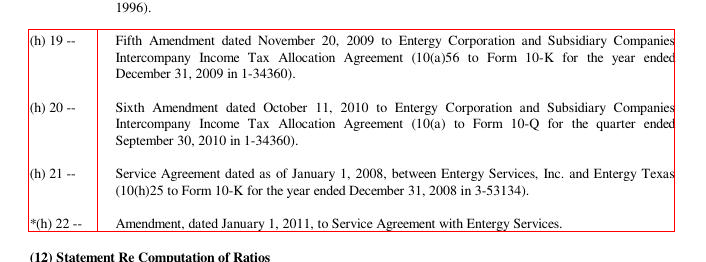 1996).
(h) 19 -- Fifth Amendment dated November 20, 2009 to Entergy Corporation and Subsidiary Companies
Intercompany Income Tax Allocation Agreement (10(a)56 to Form 10-K for the year ended
December 31, 2009 in 1-34360).
(h) 20 -- Sixth Amendment dated October 11, 2010 to Entergy Corporation and Subsidiary Companies
Intercompany Income Tax Allocation Agreement (10(a) to Form 10-Q for the quarter ended
September 30, 2010 in 1-34360).
(h) 21 -- Service Agreement dated as of January 1, 2008, between Entergy Services, Inc. and Entergy Texas
(10(h)25 to Form 10-K for the year ended December 31, 2008 in 3-53134).
*(h) 22 -- Amendment, dated January 1, 2011, to Service Agreement with Entergy Services.
(12) Statement Re Computation of Ratios